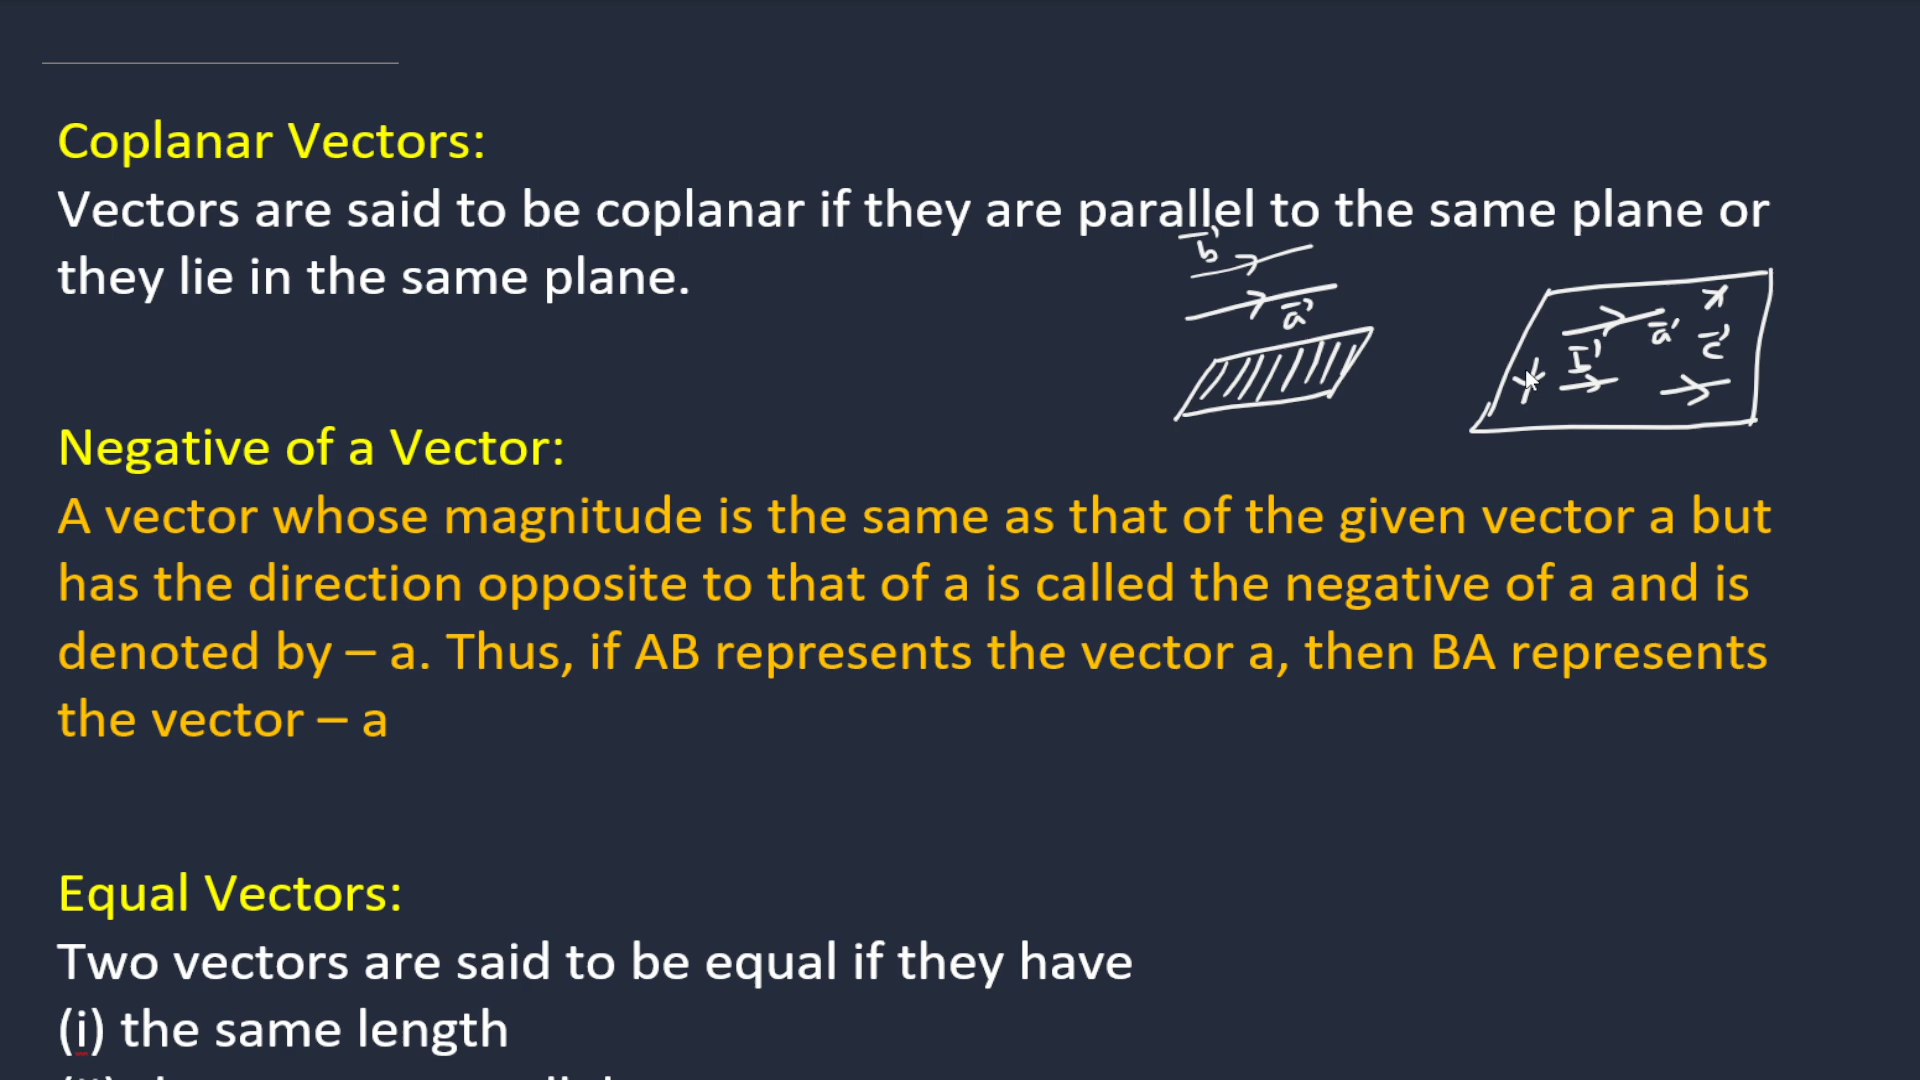 Coplanar Vectors:
Vectors are said to be coplanar if they are parallel to the same plane or
they lie in the same plane.
b
a
a
c
Negative of a Vector:
A vector whose magnitude is the same as that of the given vector a but
has the direction opposite to that of a is called the negative of a and is
denoted by – a. Thus, if AB represents the vector a, then BA represents
the vector – a
Equal Vectors:
Two vectors are said to be equal if they have
(i) the same length